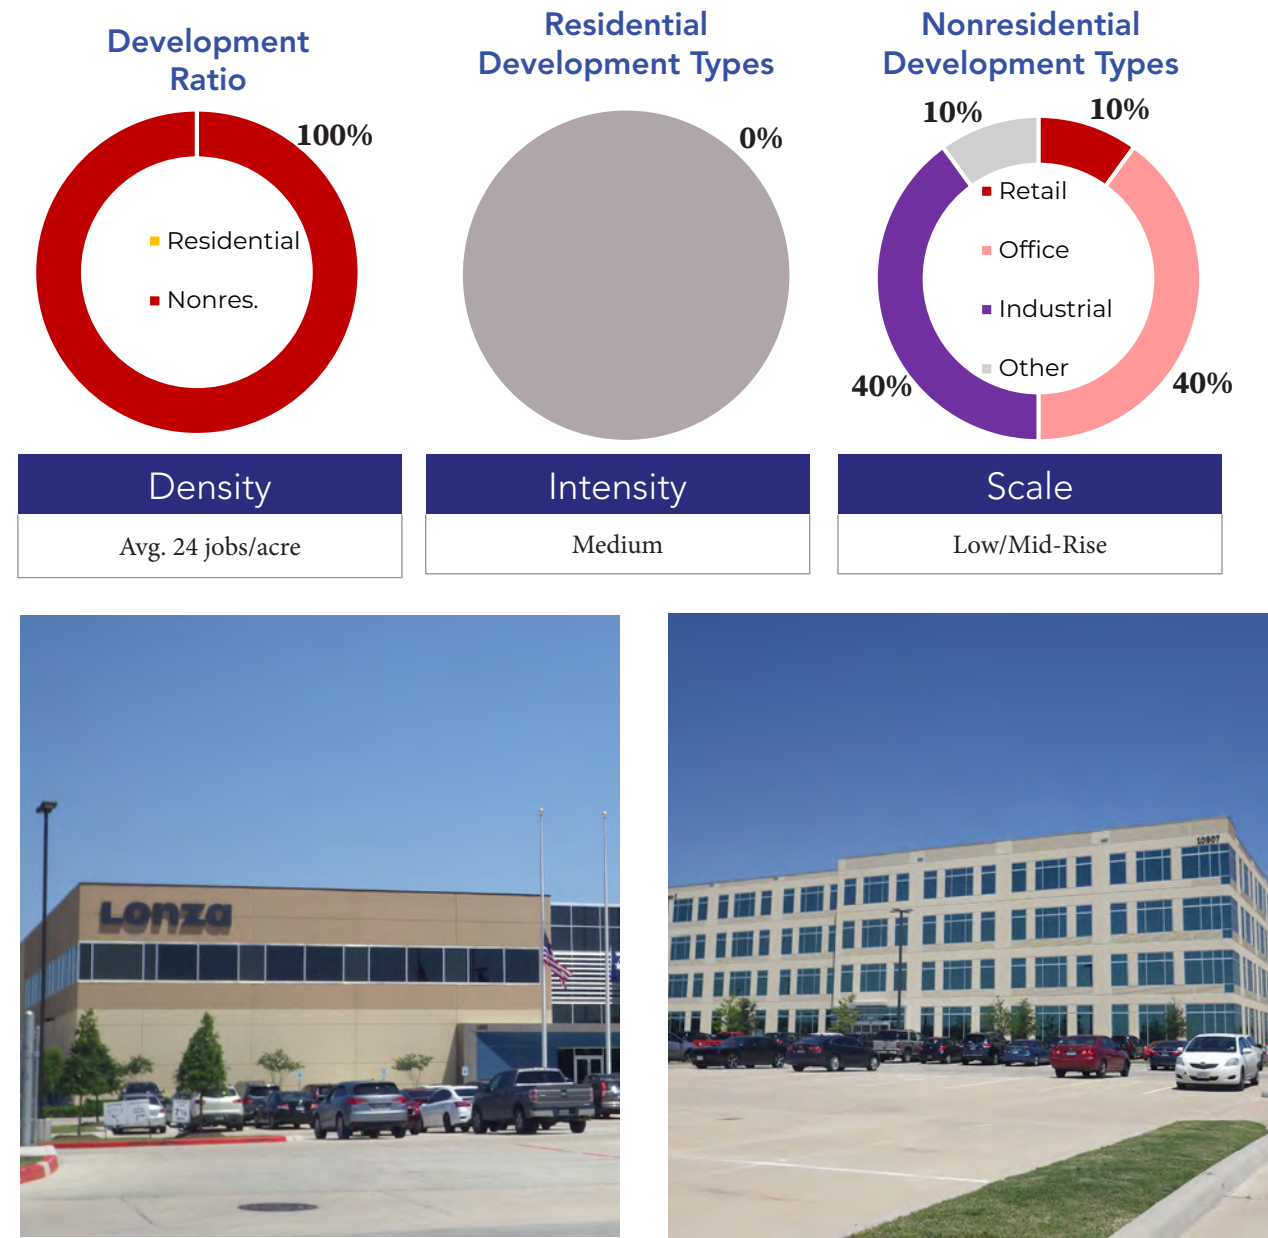 Development
Ratio
100%
Residential
Nonres.
Residential
Development Types
0%
Nonresidential
Development Types
10%
10%
Retail
Office
Industrial
Other
40%
40%
Density
Avg. 24 jobs/acre
Intensity
Medium
Scale
Low/Mid-Rise
Lonza
10907